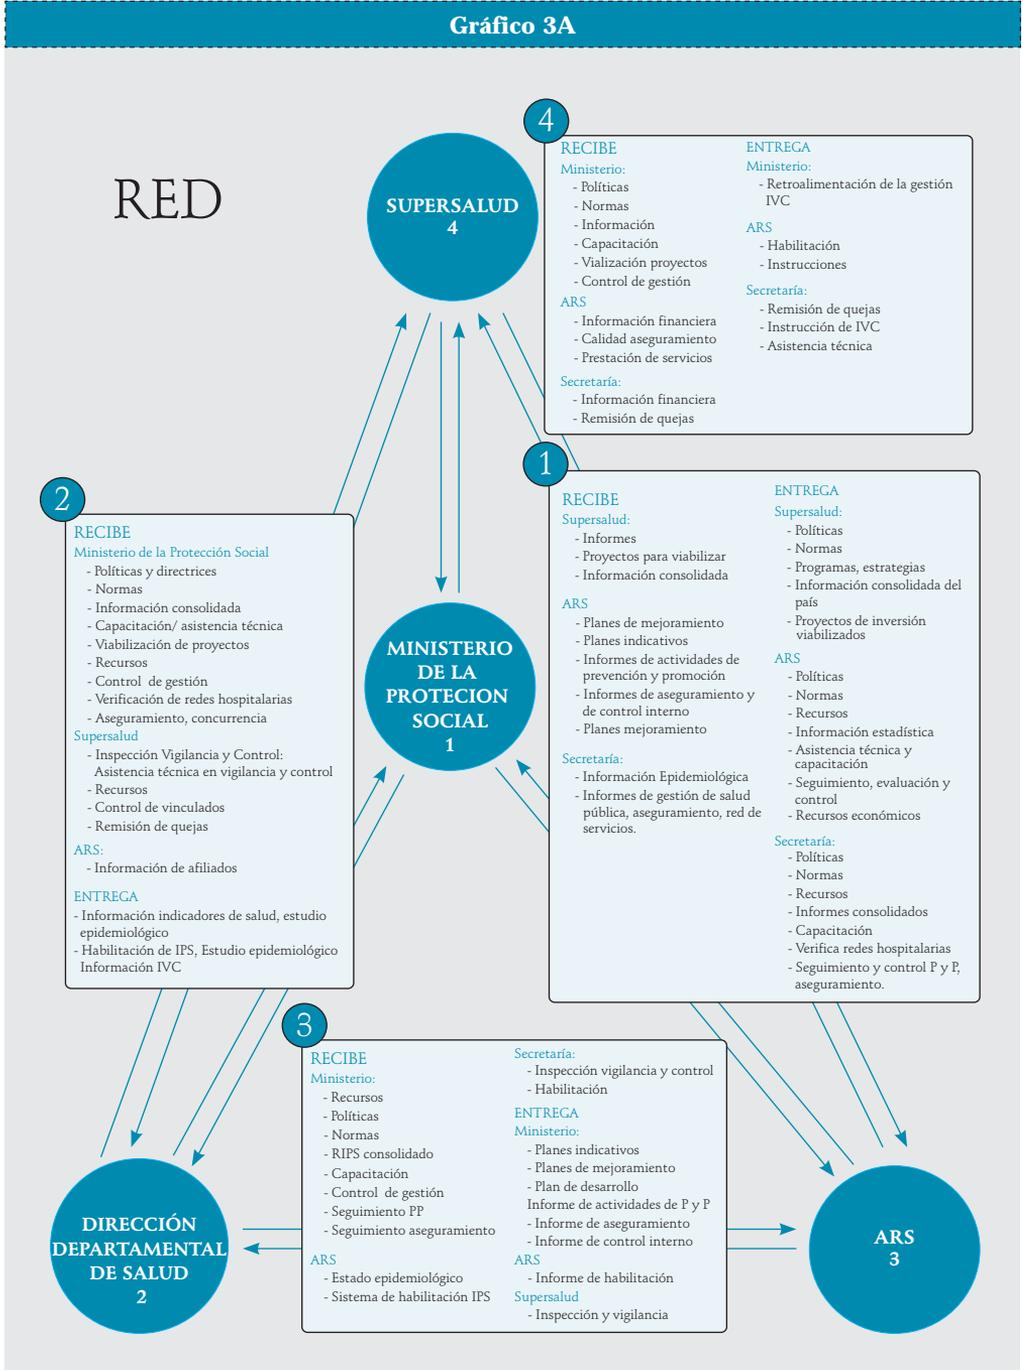 Gráfico 3A
RED
SUPERSALUD
4
4
RECIBE
Ministerio:
- Políticas
- Normas
- Información
- Capacitación
- Vialización proyectos
- Control de gestión
ARS
- Información financiera
- Calidad aseguramiento
- Prestación de servicios
Secretaría:
- Información financiera
- Remisión de quejas
ENTREGA
Ministerio:
- Retroalimentación de la gestión
IVC
ARS
- Habilitación
- Instrucciones
Secretaría:
- Remisión de quejas
- Instrucción de IVC
- Asistencia técnica
2
RECIBE
Ministerio de la Protección Social
- Políticas y directrices
- Normas
- Información consolidada
- Capacitación/ asistencia técnica
- Viabilización de proyectos
- Recursos
- Control de gestión
- Verificación de redes hospitalarias
- Aseguramiento, concurrencia
Supersalud
- Inspección Vigilancia y Control:
Asistencia técnica en vigilancia y control
- Recursos
- Control de vinculados
- Remisión de quejas
ARS:
- Información de afiliados
ENTREGA
- Información indicadores de salud, estudio
epidemiológico
- Habilitación de IPS, Estudio epidemiológico
Información IVC
MINISTERIO
DE LA
PROTECION
SOCIAL
1
1
RECIBE
Supersalud:
- Informes
- Proyectos para viabilizar
- Información consolidada
ARS
- Planes de mejoramiento
- Planes indicativos
- Informes de actividades de
prevención y promoción
- Informes de aseguramiento y
de control interno
- Planes mejoramiento
Secretaría:
- Información Epidemiológica
- Informes de gestión de salud
pública, aseguramiento, red de
servicios.
ENTREGA
Supersalud:
- Políticas
- Normas
- Programas, estrategias
- Información consolidada del
país
- Proyectos de inversión
viabilizados
ARS
- Políticas
- Normas
- Recursos
- Información estadística
- Asistencia técnica y
capacitación
- Seguimiento, evaluación y
control
- Recursos económicos
Secretaría:
- Políticas
- Normas
- Recursos
- Informes consolidados
- Capacitación
- Verifica redes hospitalarias
- Seguimiento y control P y P,
aseguramiento.
3
RECIBE
Ministerio:
- Recursos
- Políticas
- Normas
- RIPS consolidado
- Capacitación
- Control de gestión
- Seguimiento PP
- Seguimiento aseguramiento
ARS
- Estado epidemiológico
- Sistema de habilitación IPS
Secretaría:
- Inspección vigilancia y control
- Habilitación
ENTREGA
Ministerio:
- Planes indicativos
- Planes de mejoramiento
- Plan de desarrollo
Informe de actividades de P y P
- Informe de aseguramiento
- Informe de control interno
ARS
- Informe de habilitación
Supersalud
- Inspección y vigilancia
DIRECCIÓN
DEPARTAMENTAL
DE SALUD
2
ARS
3